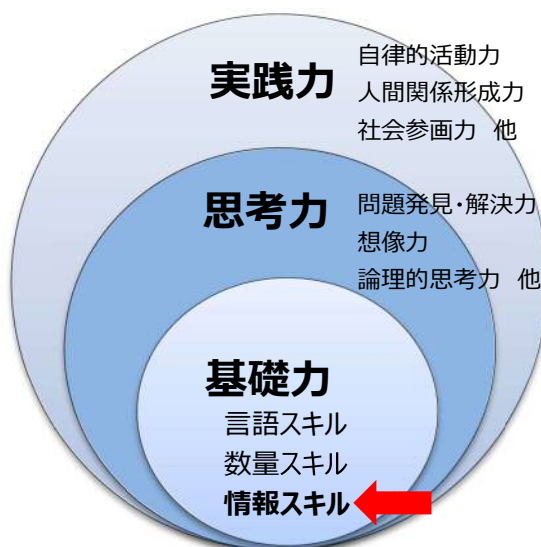 実践力
自律的活動力
人間関係形成力
社会参画力 他
思考力
問題発見・解決力
想像力
論理的思考力 他
基礎力
言語スキル
数量スキル
情報スキル